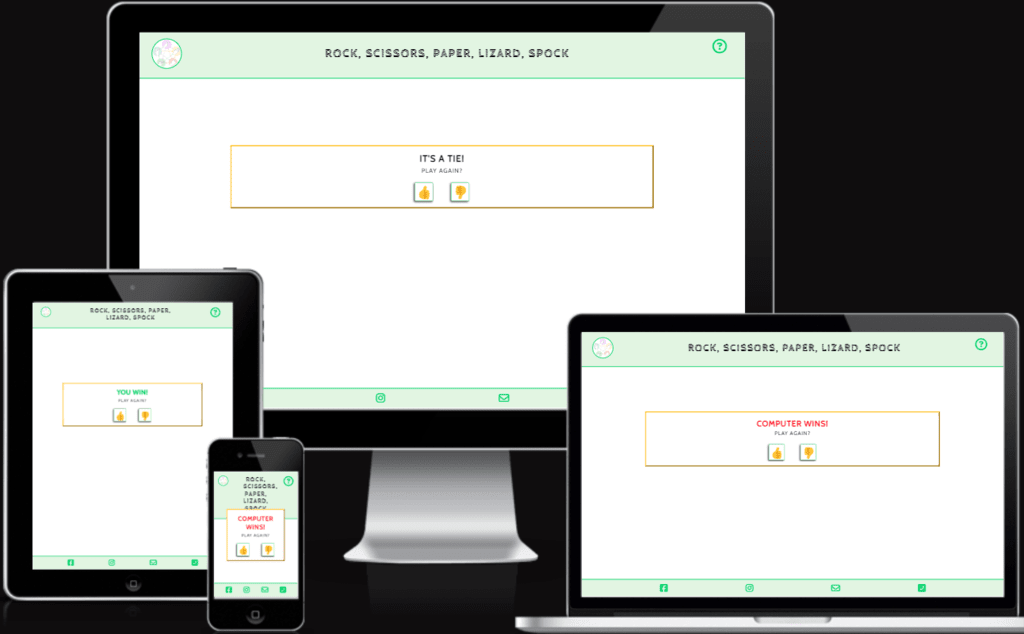 ROCK, SCISSORS, PAPER, LIZARD, SPOCK
IT'S A TIE!
PLAY AGAIN?
ROCK, SCISSORS, PAPER,
LIZARD, SPOCK
YOU WIN!
PLAY AGAIN?
ROCK,
SCISSORS,
PAPER,
LIZARD,
SPOCK
COMPUTER
WINS!
PLAY AGAIN?
ROCK, SCISSORS, PAPER, LIZARD, SPOCK
COMPUTER WINS!
PLAY AGAIN?